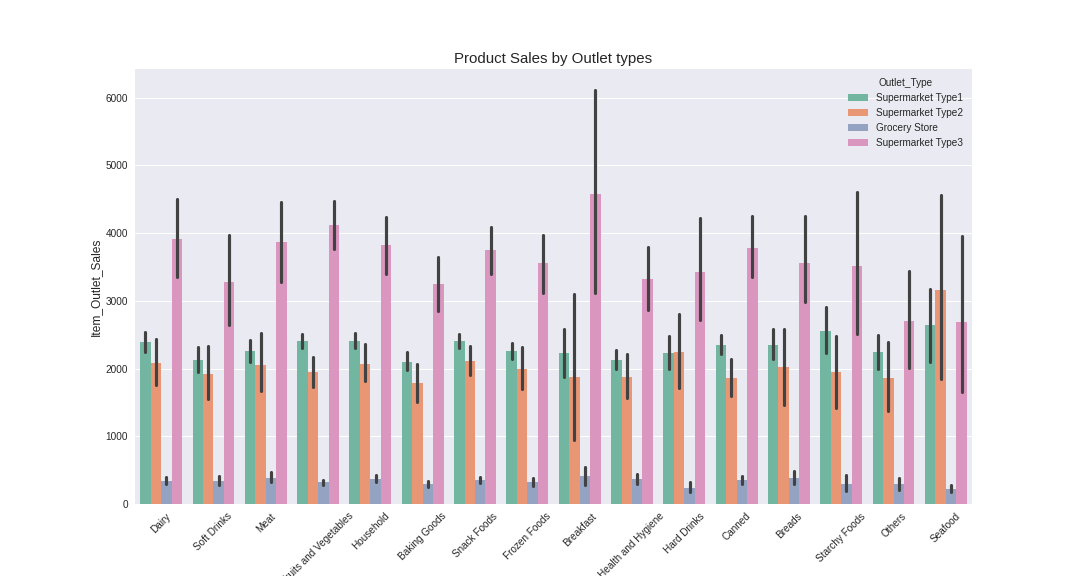 Product Sales by Outlet types
Outlet_Type
Supermarket Type1
Supermarket Type2
Grocery Store
Supermarket Type3
Item_Outlet_Sales
6000
5000
4000
3000
2000
1000
0
Dairy
Soft Drinks
Meat
and Vegetables
Household
Baking Goods
Snack Foods
Frozen Foods
Breakfast
Health and Hygiene
Hard Drinks
Canned
Breads
Starchy Foods
Others
Seafood